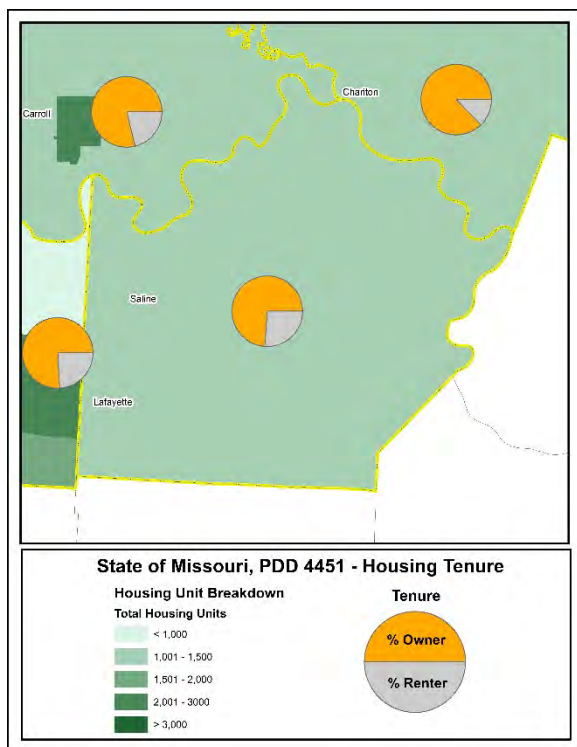 Chariton
Carroll
Saline
Lafayette
State of Missouri, PDD 4451 - Housing Tenure
Housing Unit Breakdown
Total Housing Units
< 1,000
1,001 - 1,500
1,501 - 2,000
2,001 - 3000
> 3,000
Tenure
% Owner
% Renter